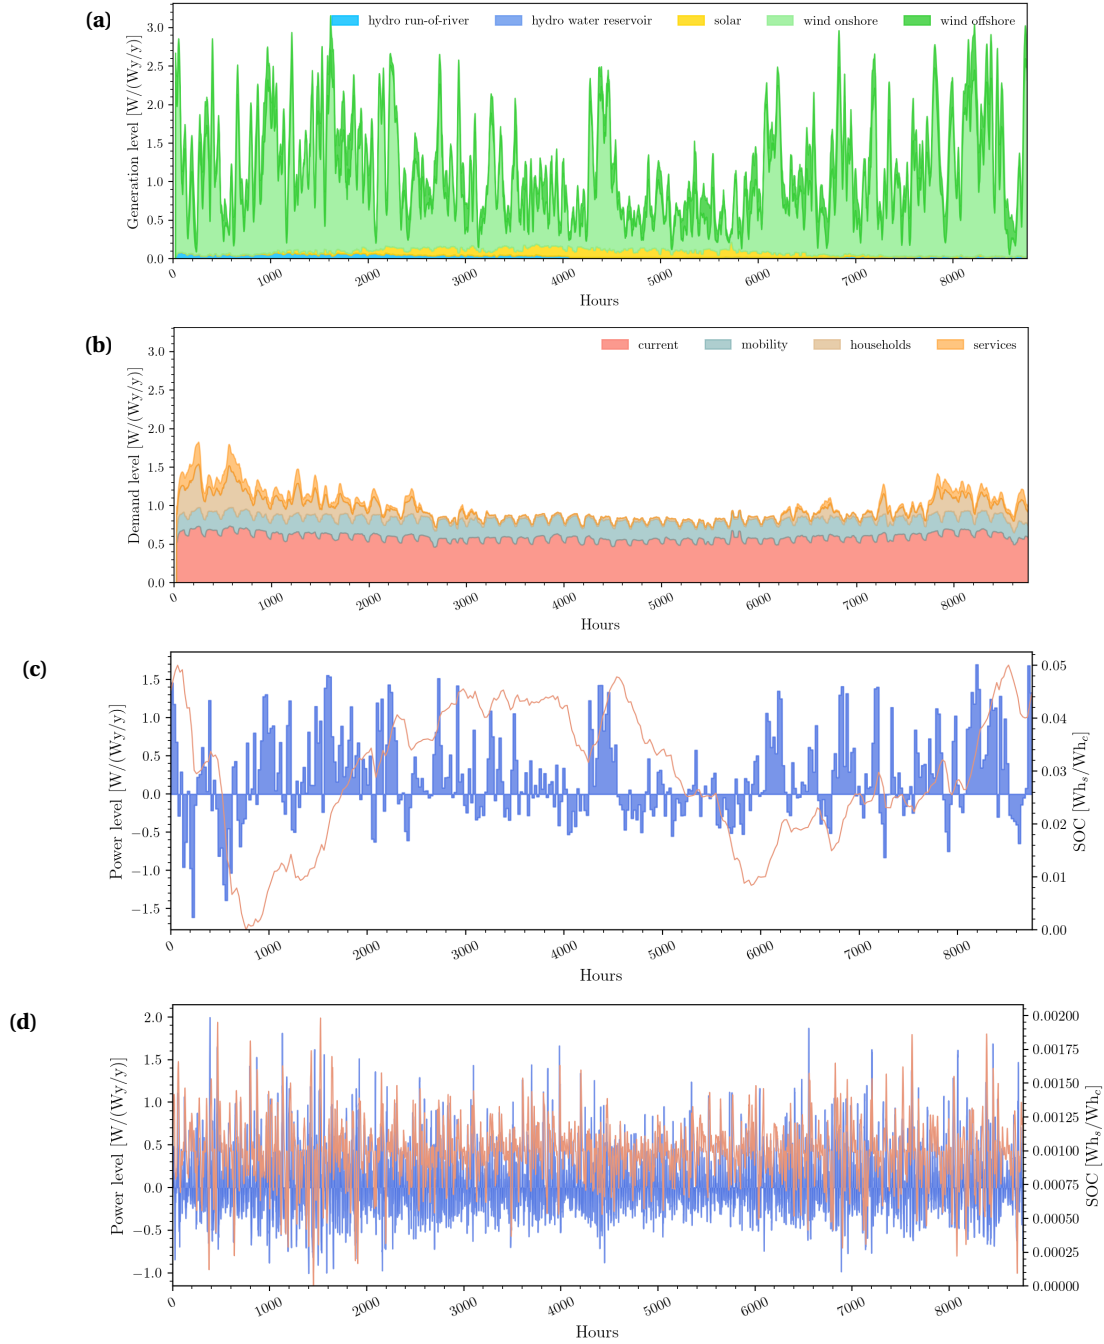 (a)
hydro run-of-river hydro water reservoir solar wind onshore wind offshore
Generation level [W/(Wy/y)]
3.0
2.5
2.0
1.5
1.0
0.5
0.0
0 1000 2000 3000 4000 5000 6000 7000 8000
Hours
(b)
current mobility households services
Demand level [W/(Wy/y)]
3.0
2.5
2.0
1.5
1.0
0.5
0.0
0 1000 2000 3000 4000 5000 6000 7000 8000
Hours
(c)
Power level [W/(Wy/y)]
1.5
1.0
0.5
0.0
−0.5
−1.0
−1.5
0.05
0.04
0.03
0.02
0.01
0.00
SOC [Whₛ/Wh_c]
0 1000 2000 3000 4000 5000 6000 7000 8000
Hours
(d)
Power level [W/(Wy/y)]
2.0
1.5
1.0
0.5
0.0
−0.5
−1.0
0.00200
0.00175
0.00150
0.00125
0.00100
0.00075
0.00050
0.00025
0.00000
SOC [Whₛ/Wh_c]
0 1000 2000 3000 4000 5000 6000 7000 8000
Hours